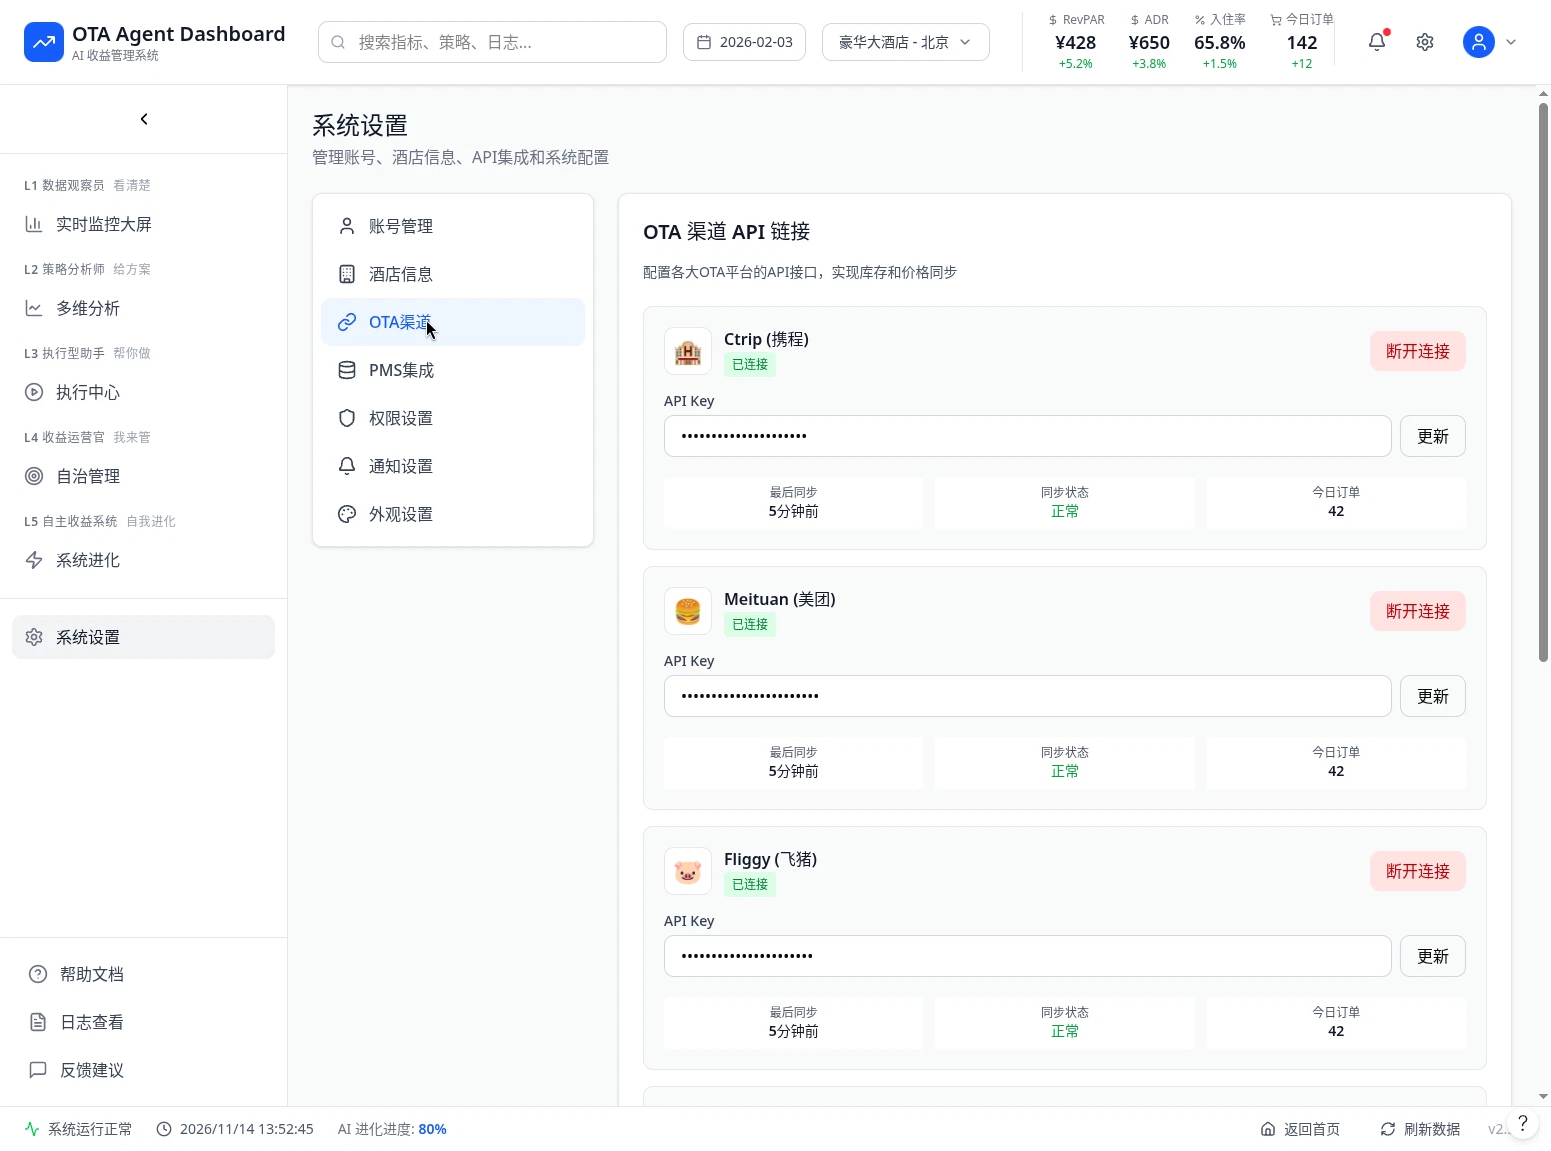 OTA Agent Dashboard
AI 收益管理系统
搜索指标、策略、日志...
2026-02-03
豪华大酒店 - 北京
RevPAR
¥428
+5.2%
ADR
¥650
+3.8%
入住率
65.8%
+1.5%
今日订单
142
+12
L1 数据观察员 看清楚
实时监控大屏
L2 策略分析师 给方案
多维分析
L3 执行型助手 帮你做
执行中心
L4 收益运营官 我来管
自治管理
L5 自主收益系统 自我进化
系统进化
系统设置
帮助文档
日志查看
反馈建议
系统设置
管理账号、酒店信息、API集成和系统配置
账号管理
酒店信息
OTA渠道
PMS集成
权限设置
通知设置
外观设置
OTA 渠道 API 链接
配置各大OTA平台的API接口，实现库存和价格同步
Ctrip (携程)
已连接
断开连接
API Key
更新
最后同步
5分钟前
同步状态
正常
今日订单
42
Meituan (美团)
已连接
断开连接
API Key
更新
最后同步
5分钟前
同步状态
正常
今日订单
42
Fliggy (飞猪)
已连接
断开连接
API Key
更新
最后同步
5分钟前
同步状态
正常
今日订单
42
系统运行正常
2026/11/14 13:52:45
AI 进化进度: 80%
返回首页
刷新数据
?